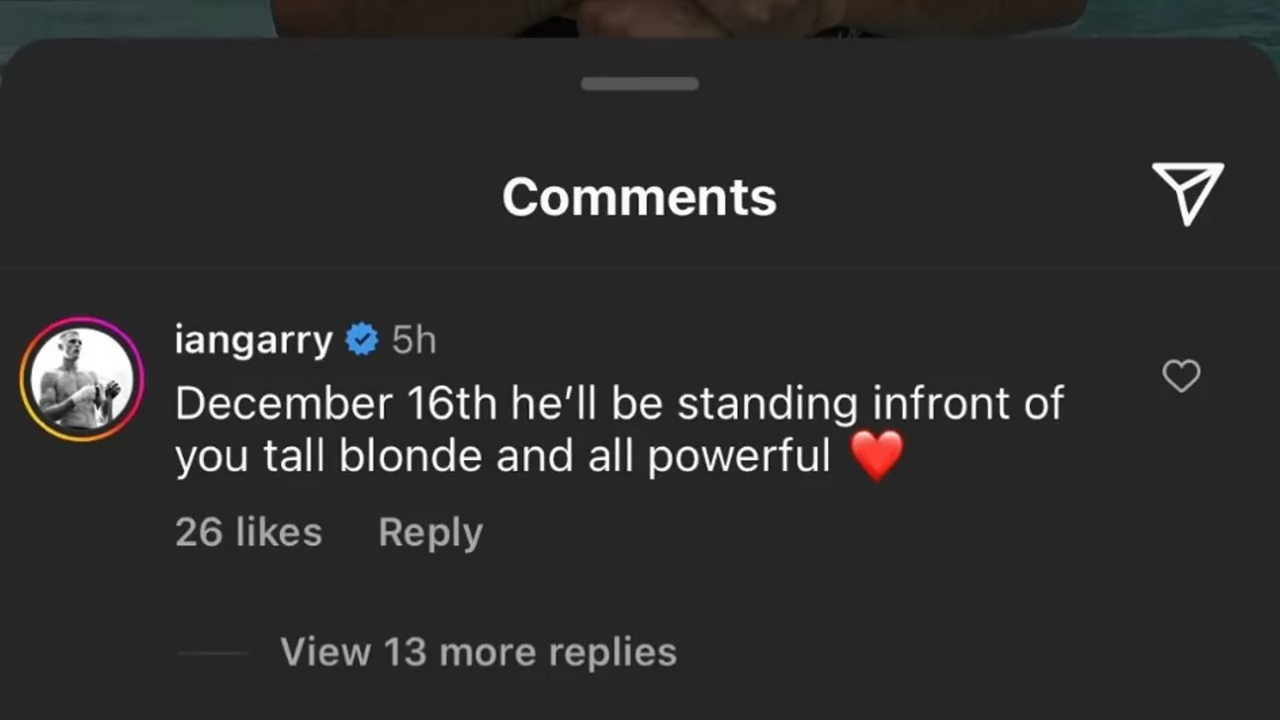 Comments
iangarry 5h
December 16th he’ll be standing infront of
you tall blonde and all powerful ❤️
26 likes Reply
View 13 more replies